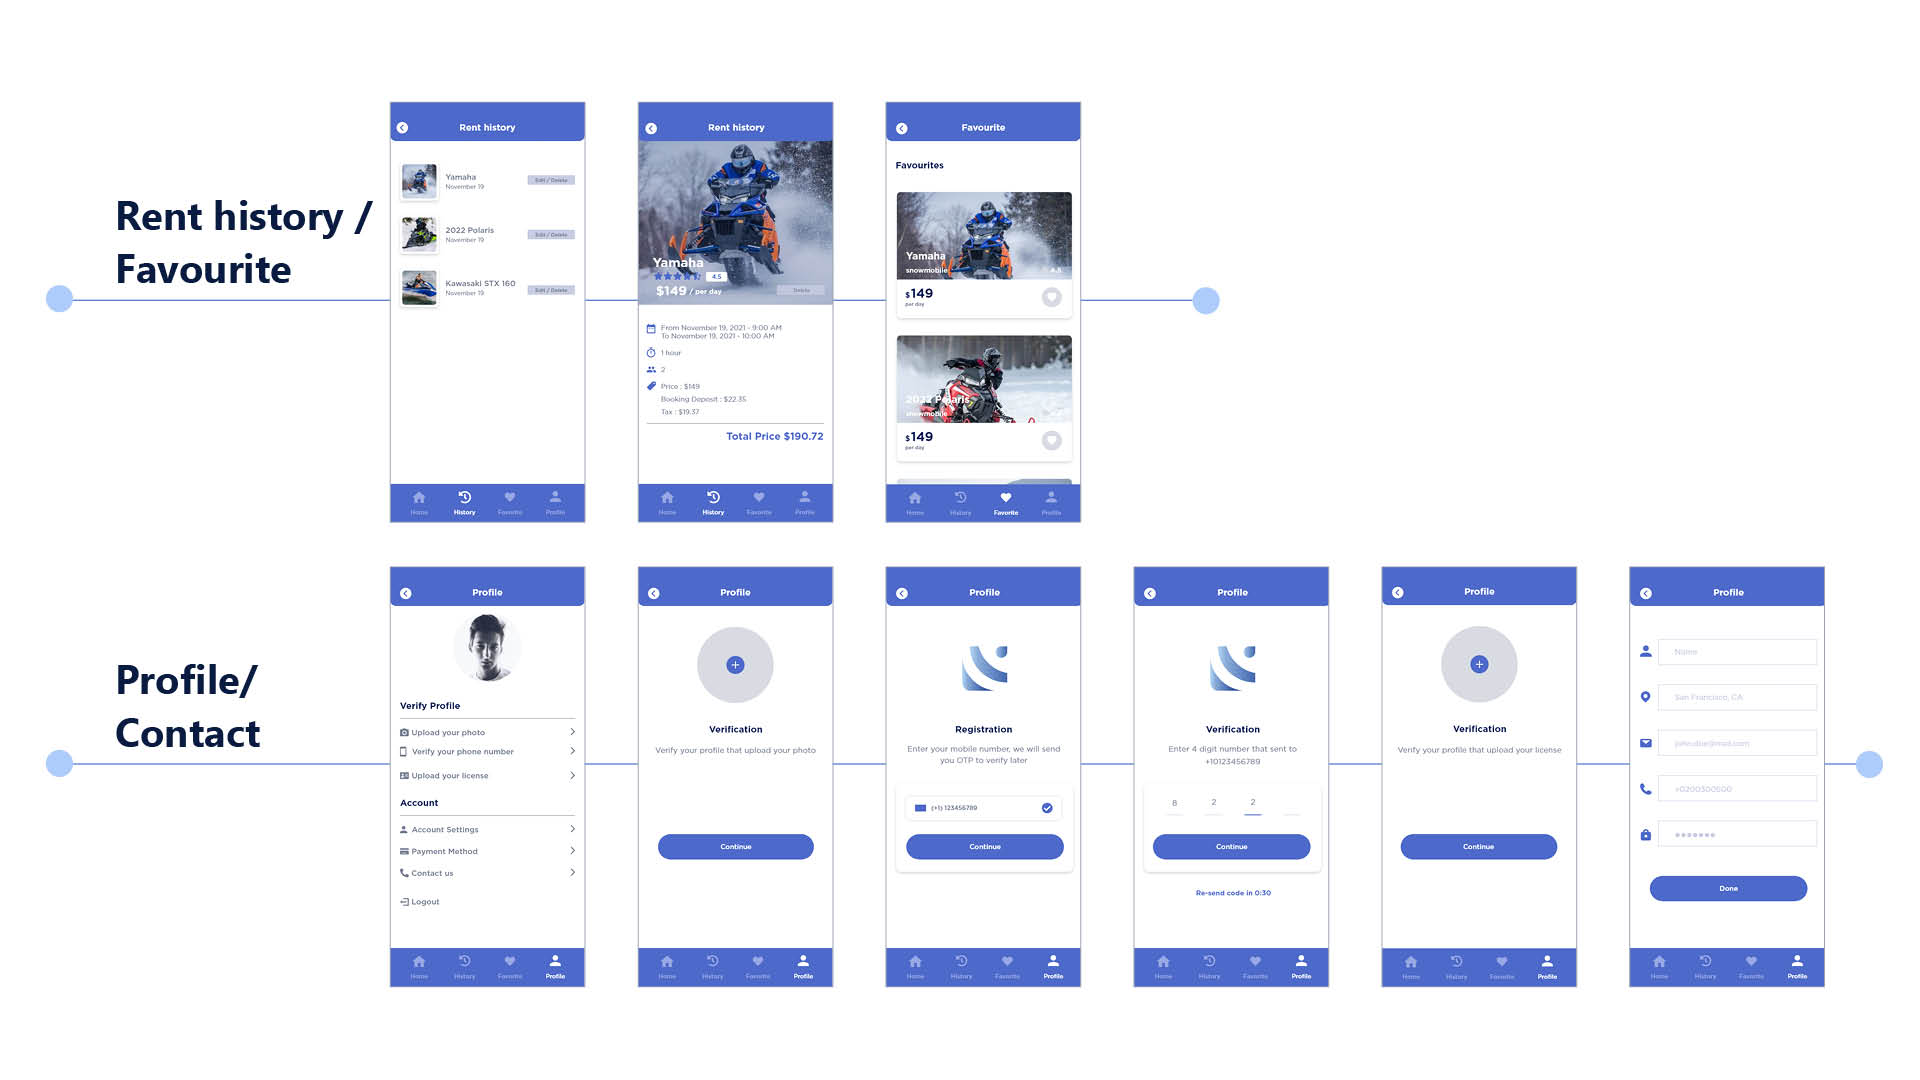 Rent history /
Favourite
Rent history
Yamaha
November 19
Edit / Delete
2022 Polaris
November 19
Edit / Delete
Kawasaki STX 160
November 19
Edit / Delete
Home
History
Favorite
Profile
Rent history
Yamaha
4.5
$149 / per day
Delete
From November 19, 2021 - 9:00 AM
To November 19, 2021 - 10:00 AM
1 hour
2
Price : $149
Booking Deposit : $22.35
Tax : $19.37
Total Price $190.72
Home
History
Favorite
Profile
Favourite
Favourites
Yamaha
snowmobile
4.5
$149
per day
2022 Polaris
snowmobile
$149
per day
Home
History
Favorite
Profile
Profile/
Contact
Profile
Verify Profile
Upload your photo
Verify your phone number
Upload your license
Account
Account Settings
Payment Method
Contact us
Logout
Home
History
Favorite
Profile
Profile
Verification
Verify your profile that upload your photo
Continue
Home
History
Favorite
Profile
Profile
Registration
Enter your mobile number, we will send
you OTP to verify later
(+1) 123456789
Continue
Home
History
Favorite
Profile
Profile
Verification
Enter 4 digit number that sent to
+10123456789
8 2 2
Continue
Re-send code in 0:30
Home
History
Favorite
Profile
Profile
Verification
Verify your profile that upload your license
Continue
Home
History
Favorite
Profile
Profile
Name
San Francisco, CA
+0200300500
Done
Home
History
Favorite
Profile